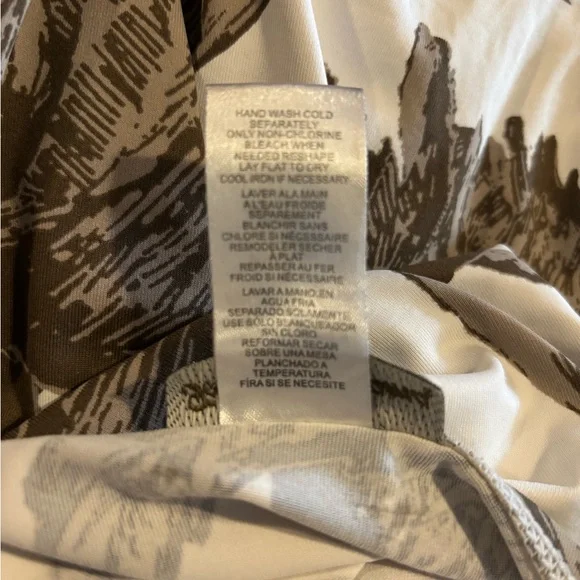 HAND WASH COLD
SEPARATELY
ONLY NON-CHLORINE
BLEACH WHEN
NEEDED RESHAPE
LAY FLAT TO DRY
COOL IRON IF NECESSARY
LAVER A LA MAIN
A L'EAU FROIDE
SEPAREMENT
BLANCHIR SANS
CHLORE SI NÉCESSAIRE
REMODELER SECHER
À PLAT
REPASSER AU FER
FROID SI NÉCESSAIRE
LAVAR A MANO.EN
AGUA FRIA
SEPARADO SOLAMENTE
USE SOLO BLANQUEADOR
SIN CLORO
REFORMAR SECAR
SOBRE UNA MESA
PLANCHADO A
TEMPERATURA
FÍRA SI SE NECESITE